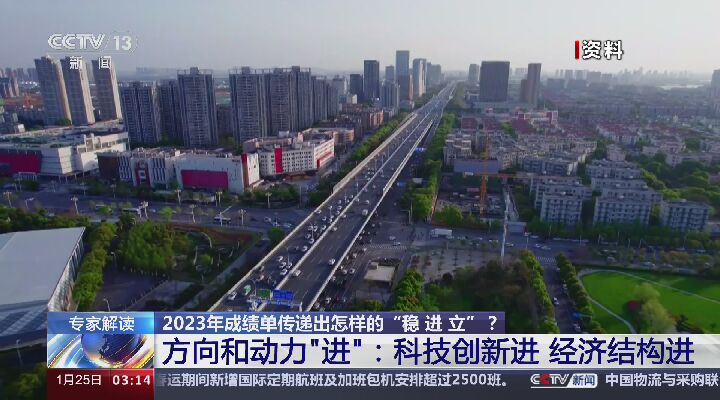 CCTV 13
新闻
资料
专家解读
2023年成绩单传递出怎样的“稳 进 立”？
方向和动力"进"：科技创新进 经济结构进
1月25日 03:14
春运期间新增国际定期航班及加班包机安排超过2500班。 CCTV 新闻 中国物流与采购联